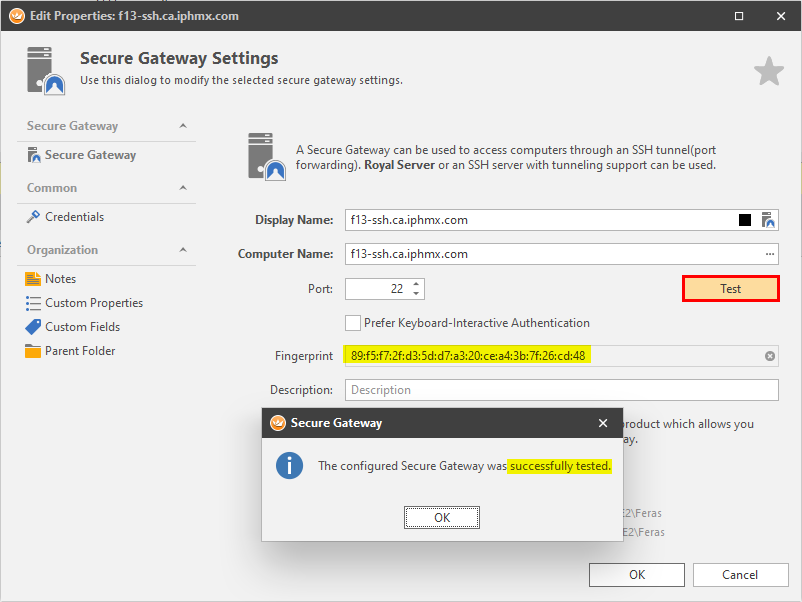 Edit Properties: f13-ssh.ca.iphmx.com
Secure Gateway Settings
Use this dialog to modify the selected secure gateway settings.
Secure Gateway
Secure Gateway
Common
Credentials
Organization
Notes
Custom Properties
Custom Fields
Parent Folder
A Secure Gateway can be used to access computers through an SSH tunnel(port
forwarding). Royal Server or an SSH server with tunneling support can be used.
Display Name: f13-ssh.ca.iphmx.com
Computer Name: f13-ssh.ca.iphmx.com ...
Port: 22 Test
Prefer Keyboard-Interactive Authentication
Fingerprint 89:f5:f7:2f:d3:5d:d7:a3:20:ce:a4:3b:7f:26:cd:48
Description: Description
roduct which allows you
ay.
Secure Gateway
The configured Secure Gateway was successfully tested.
OK
E2\Feras
E2\Feras
OK Cancel